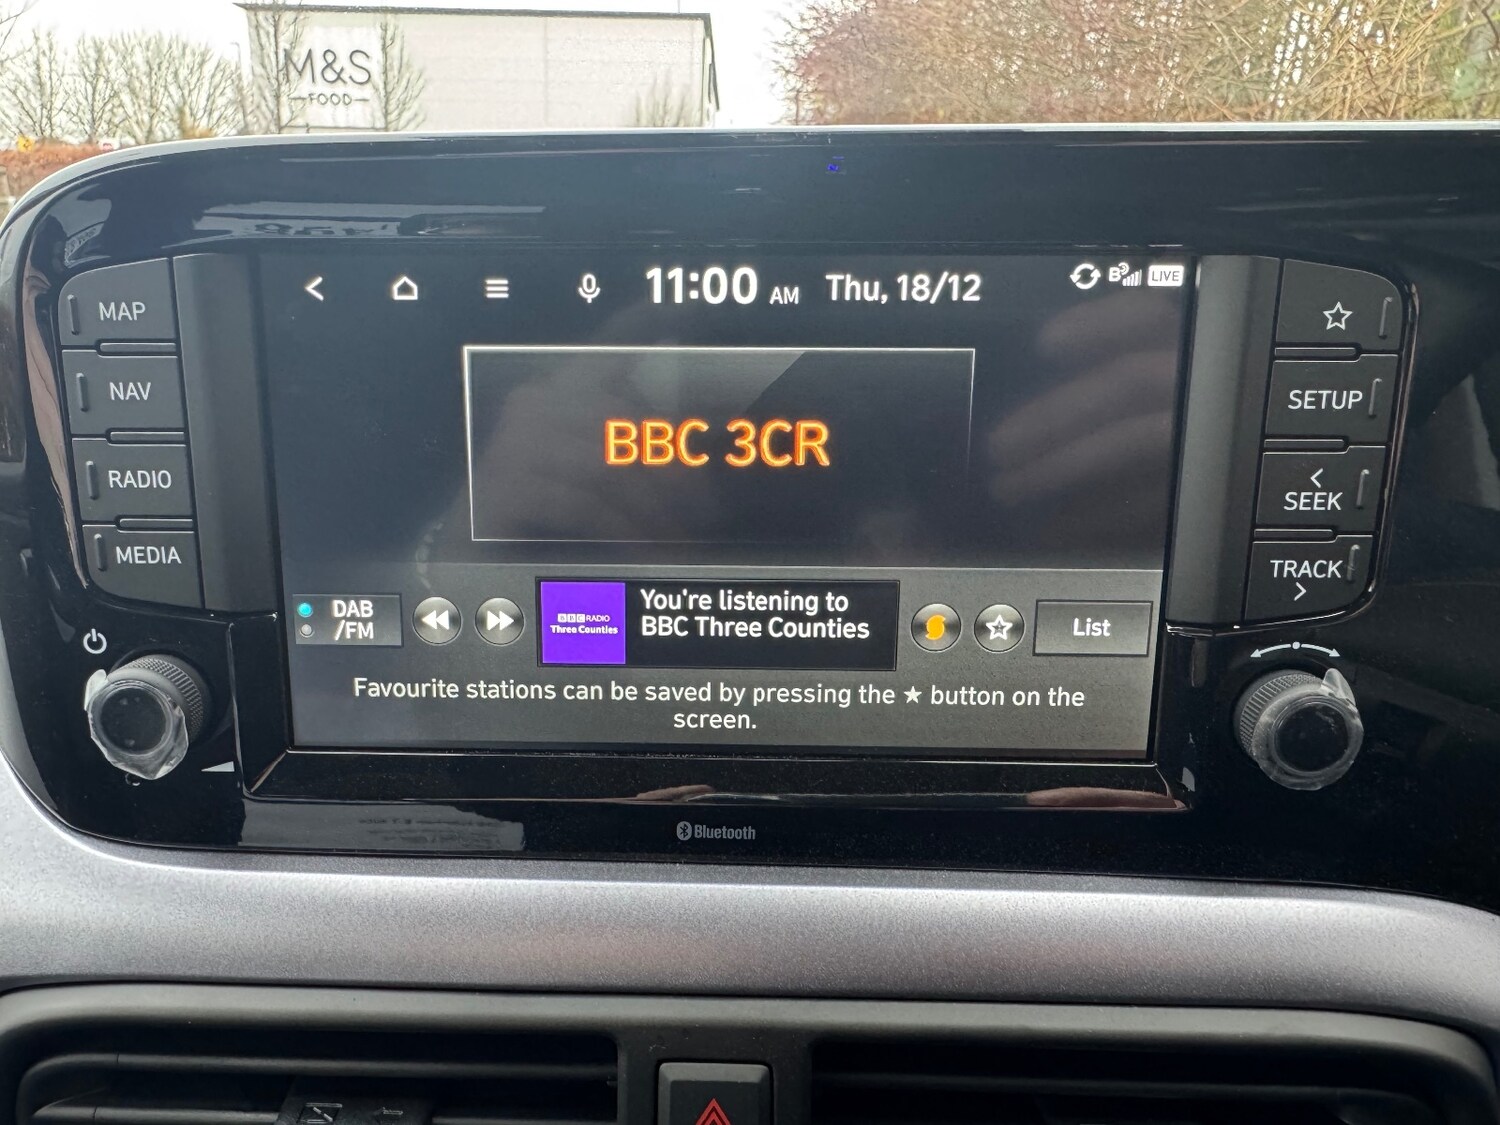 M&S
FOOD
11:00 AM Thu, 18/12
LIVE
MAP
NAV
RADIO
MEDIA
BBC 3CR
SETUP
<
SEEK
TRACK
>
DAB
/FM
BBC RADIO
Three Counties
You're listening to
BBC Three Counties
List
Favourite stations can be saved by pressing the ★ button on the
screen.
Bluetooth